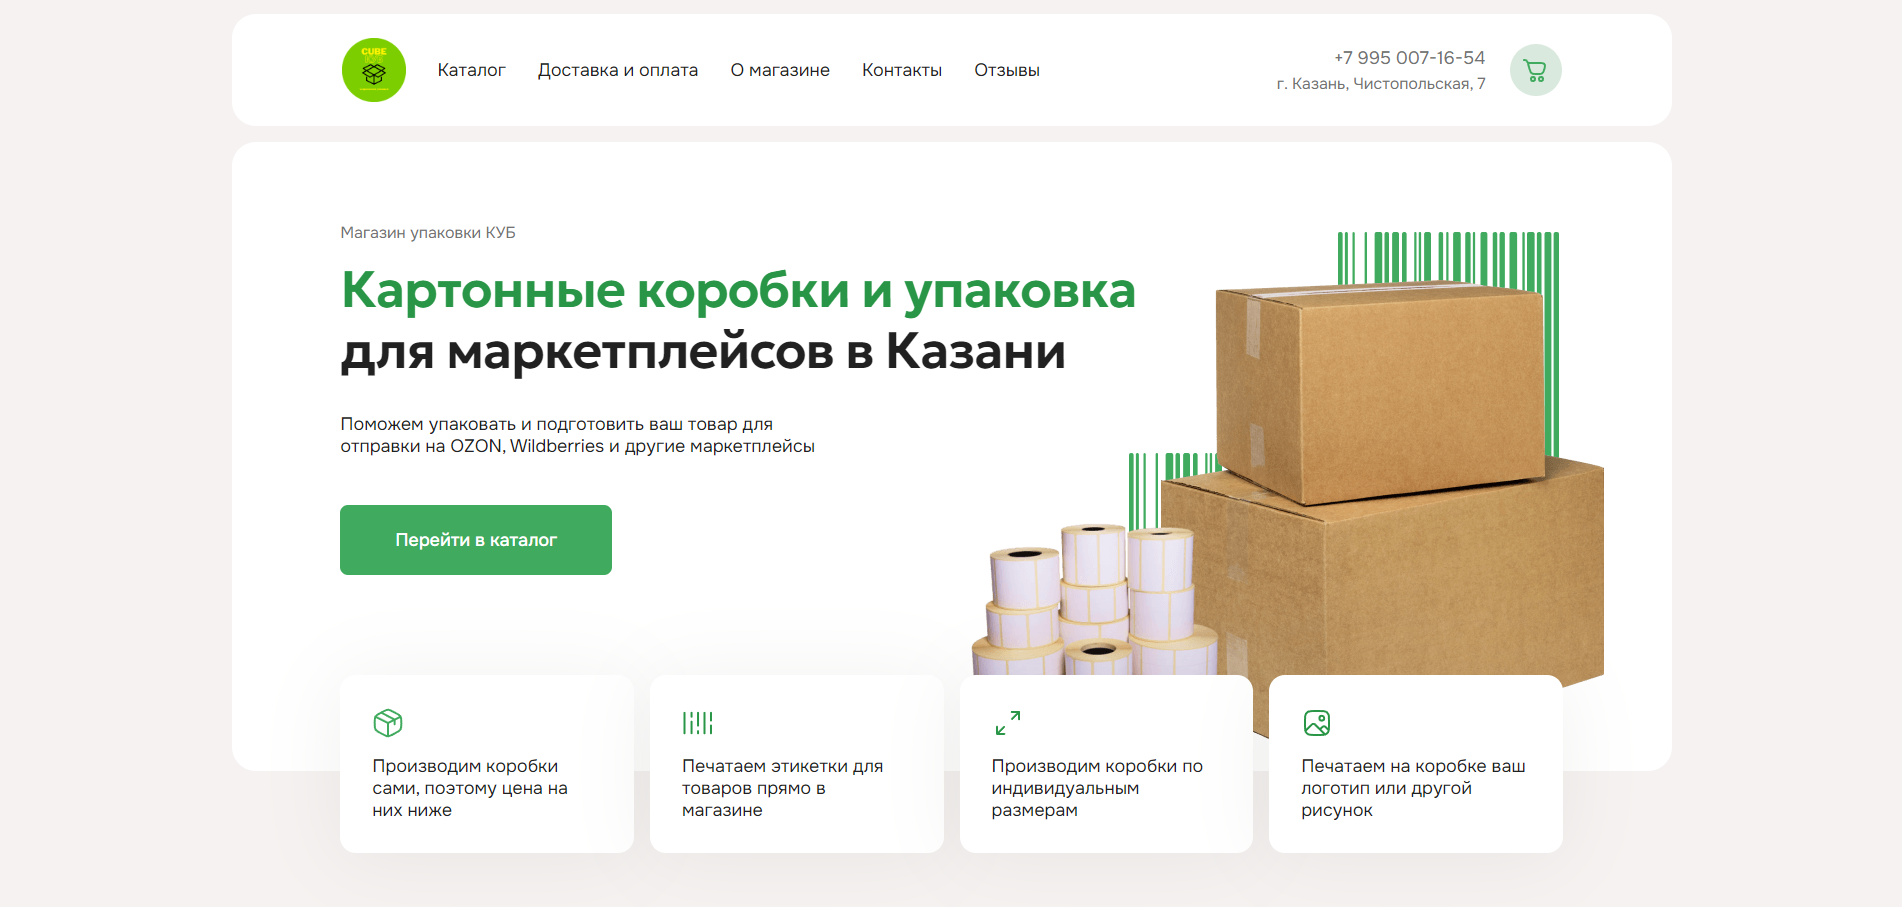 CUBE
Каталог
Доставка и оплата
О магазине
Контакты
Отзывы
+7 995 007-16-54
г. Казань, Чистопольская, 7
Магазин упаковки КУБ
Картонные коробки и упаковка
для маркетплейсов в Казани
Поможем упаковать и подготовить ваш товар для
отправки на OZON, Wildberries и другие маркетплейсы
Перейти в каталог
Производим коробки
сами, поэтому цена на
них ниже
Печатаем этикетки для
товаров прямо в
магазине
Производим коробки по
индивидуальным
размерам
Печатаем на коробке ваш
логотип или другой
рисунок